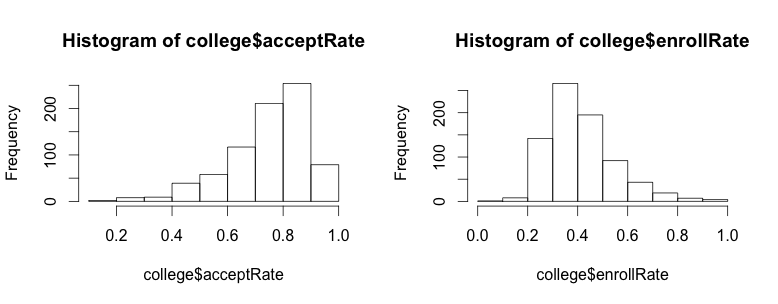 Histogram of college$acceptRate
Frequency
0
100
200
0.2 0.4 0.6 0.8 1.0
college$acceptRate
Histogram of college$enrollRate
Frequency
0
100
200
0.0 0.2 0.4 0.6 0.8 1.0
college$enrollRate